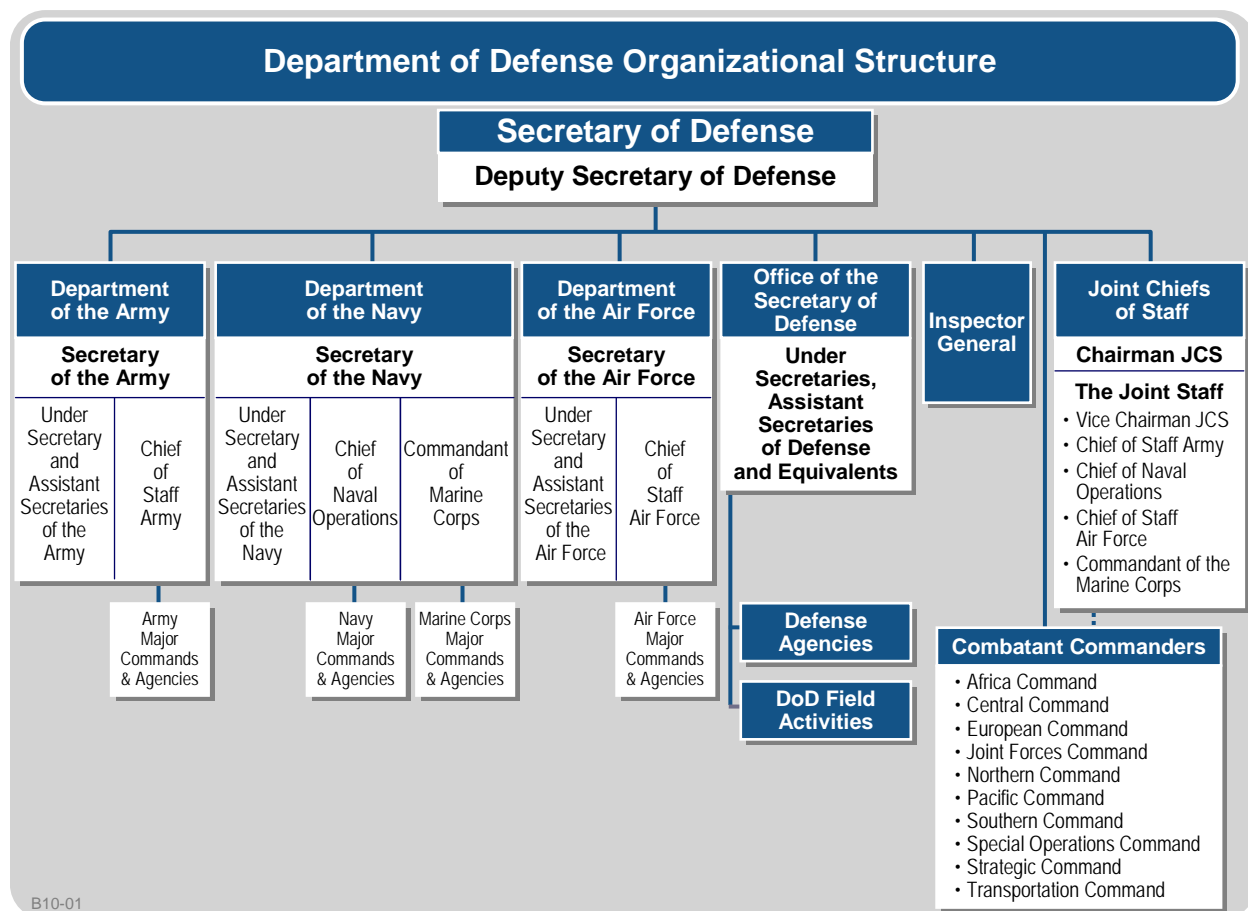 Department of Defense Organizational Structure
Secretary of Defense
Deputy Secretary of Defense
Department
of the Army
Secretary
of the Army
Under
Secretary
and
Assistant
Secretaries
of the
Army
Chief
of
Staff
Army
Army
Major
Commands
& Agencies
Department
of the Navy
Secretary
of the Navy
Under
Secretary
and
Assistant
Secretaries
of the
Navy
Chief
of
Naval
Operations
Commandant
of
Marine
Corps
Navy
Major
Commands
& Agencies
Marine Corps
Major
Commands
& Agencies
Department
of the Air Force
Secretary
of the Air Force
Under
Secretary
and
Assistant
Secretaries
of the
Air Force
Chief
of
Staff
Air Force
Air Force
Major
Commands
& Agencies
Office of the
Secretary of
Defense
Under
Secretaries,
Assistant
Secretaries
of Defense
and Equivalents
Defense
Agencies
DoD Field
Activities
Inspector
General
Joint Chiefs
of Staff
Chairman JCS
The Joint Staff
• Vice Chairman JCS
• Chief of Staff Army
• Chief of Naval
Operations
• Chief of Staff
Air Force
• Commandant of the
Marine Corps
Combatant Commanders
• Africa Command
• Central Command
• European Command
• Joint Forces Command
• Northern Command
• Pacific Command
• Southern Command
• Special Operations Command
• Strategic Command
• Transportation Command
B10-01